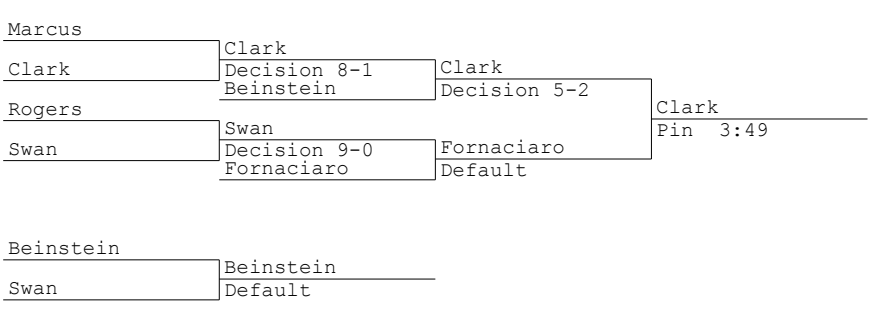 Marcus
Clark
Clark
Decision 8-1
Beinstein
Clark
Decision 5-2
Rogers
Swan
Swan
Decision 9-0
Fornaciaro
Fornaciaro
Default
Clark
Pin 3:49
Beinstein
Swan
Beinstein
Default